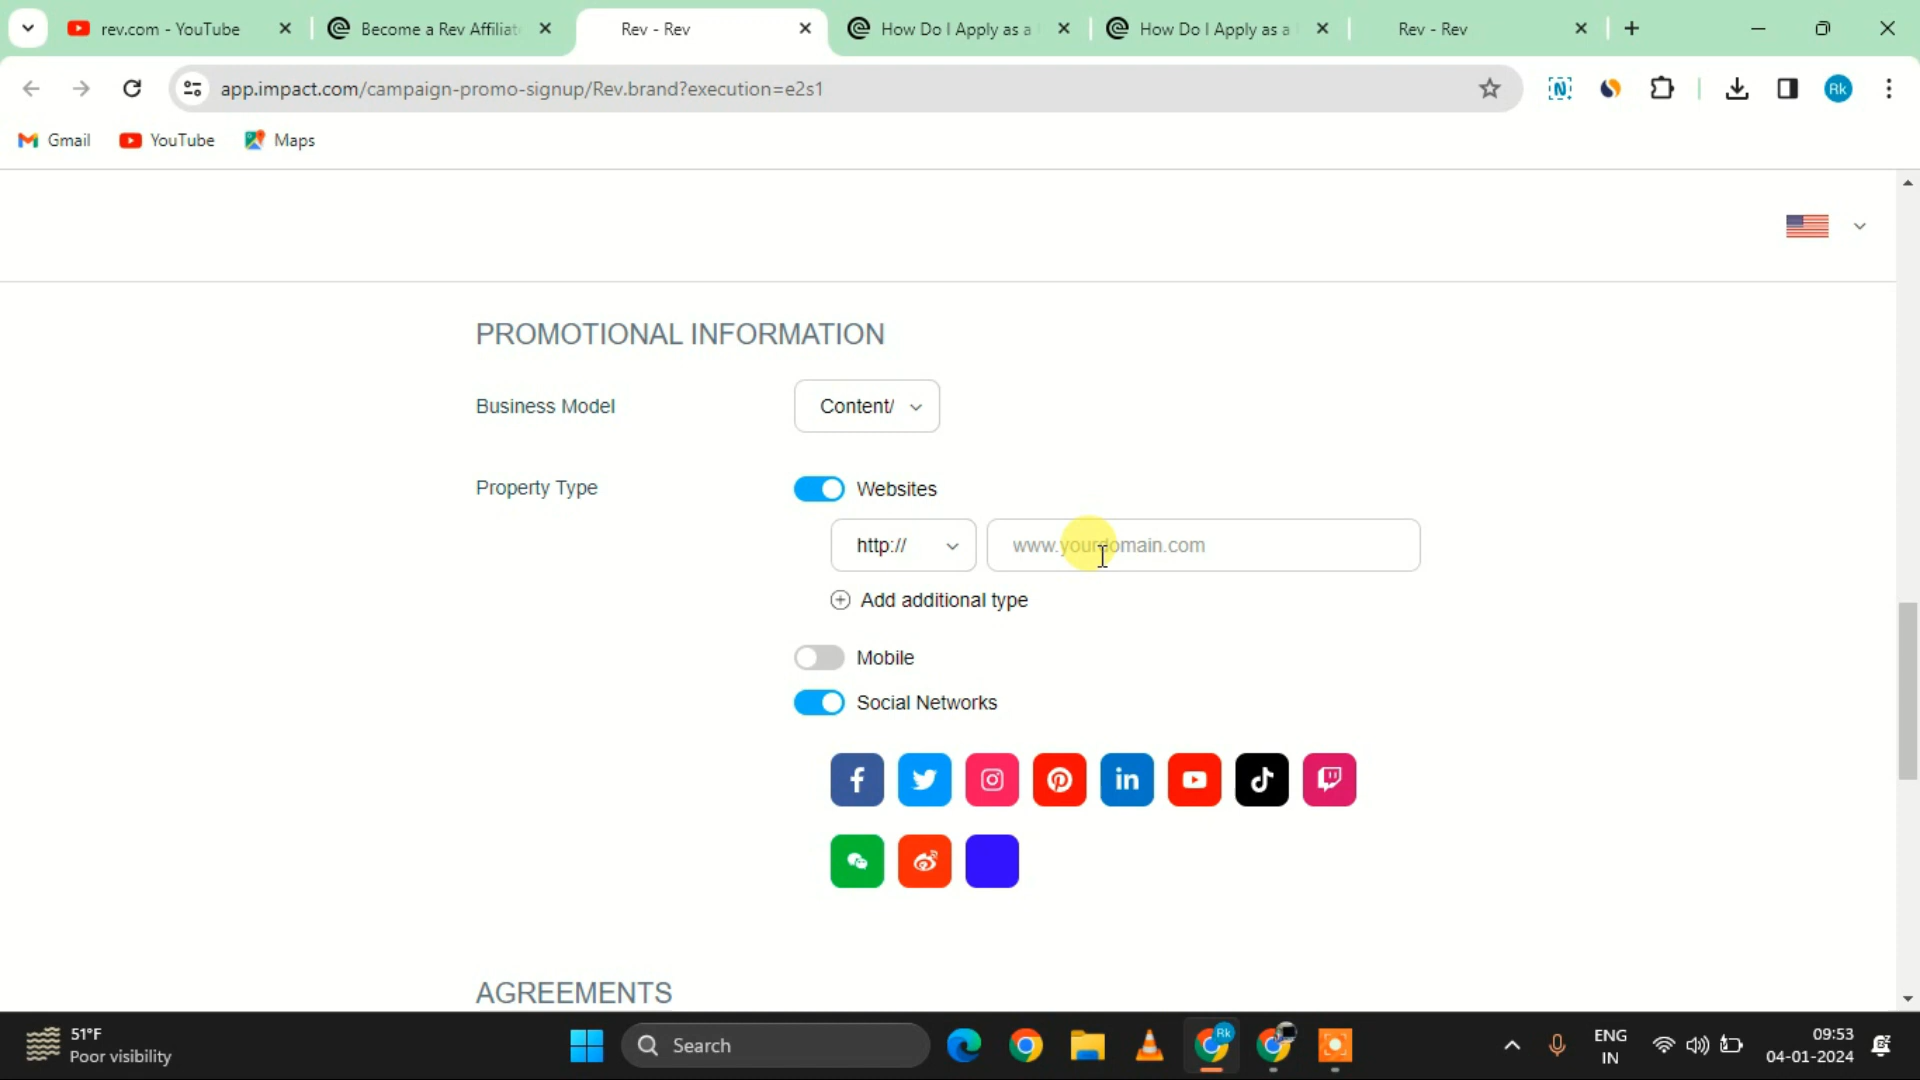 rev.com - YouTube
Become a Rev Affiliat
Rev - Rev
How Do I Apply as a
How Do I Apply as a
Rev - Rev
app.impact.com/campaign-promo-signup/Rev.brand?execution=e2s1
Rk
Gmail
YouTube
Maps
PROMOTIONAL INFORMATION
Business Model
Content/
Property Type
Websites
http://
www.yourdomain.com
Add additional type
Mobile
Social Networks
AGREEMENTS
51°F
Poor visibility
Search
Rk
ENG
IN
09:53
04-01-2024